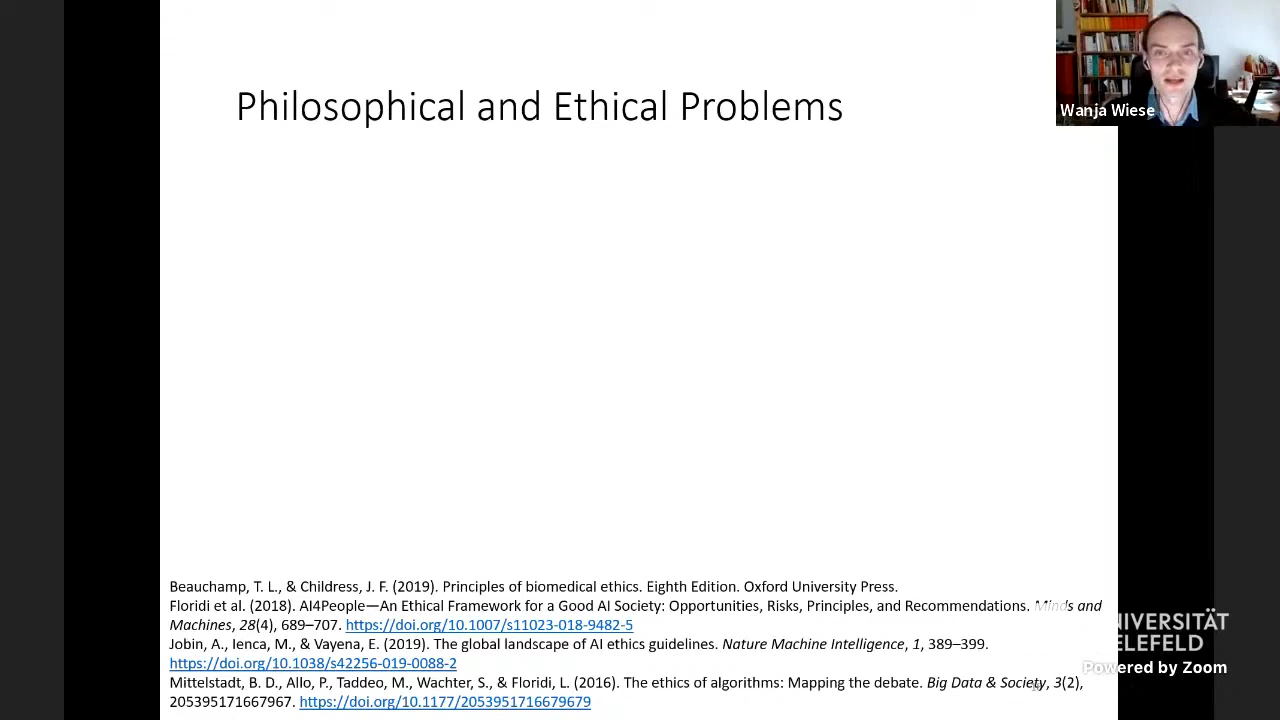 Philosophical and Ethical Problems
Wanja Wiese
Beauchamp, T. L., & Childress, J. F. (2019). Principles of biomedical ethics. Eighth Edition. Oxford University Press.
Floridi et al. (2018). AI4People—An Ethical Framework for a Good AI Society: Opportunities, Risks, Principles, and Recommendations. Minds and
Machines, 28(4), 689–707. https://doi.org/10.1007/s11023-018-9482-5
Jobin, A., Ienca, M., & Vayena, E. (2019). The global landscape of AI ethics guidelines. Nature Machine Intelligence, 1, 389–399.
https://doi.org/10.1038/s42256-019-0088-2
Mittelstadt, B. D., Allo, P., Taddeo, M., Wachter, S., & Floridi, L. (2016). The ethics of algorithms: Mapping the debate. Big Data & Society, 3(2),
205395171667967. https://doi.org/10.1177/2053951716679679
NIVERSITÄT
ELEFELD
Powered by Zoom